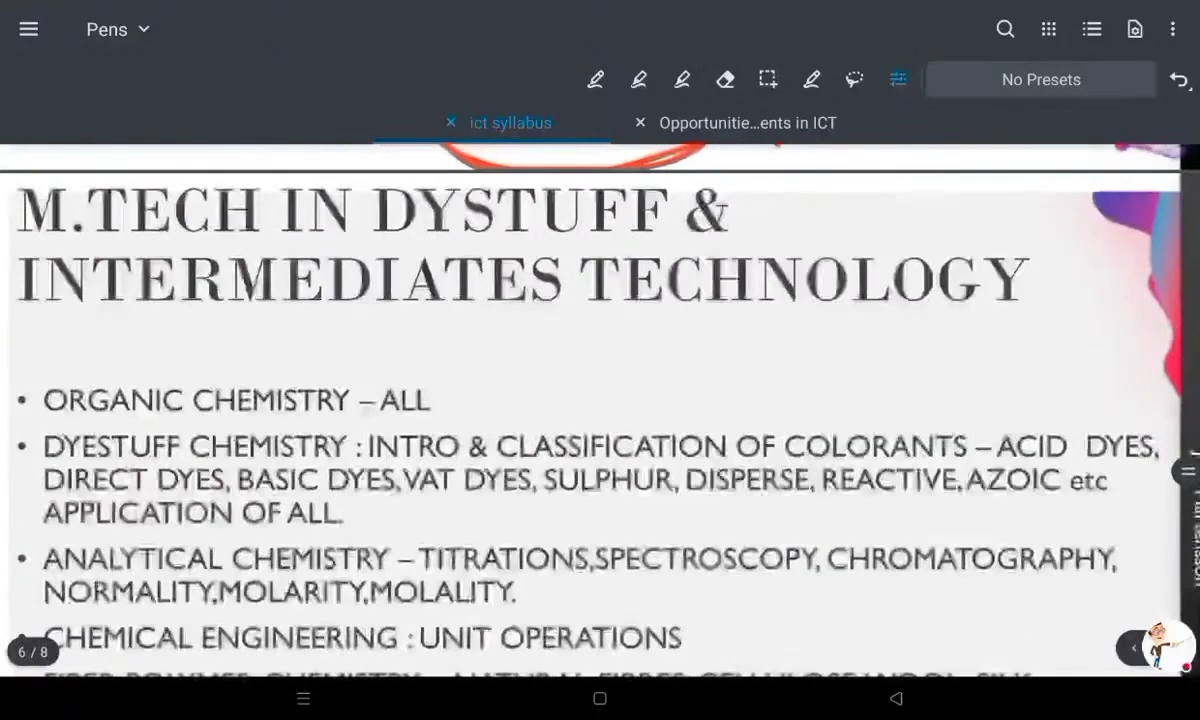 Pens
No Presets
ict syllabus
Opportunitie...ents in ICT
M.TECH IN DYSTUFF &
INTERMEDIATES TECHNOLOGY
• ORGANIC CHEMISTRY – ALL
• DYESTUFF CHEMISTRY : INTRO & CLASSIFICATION OF COLORANTS – ACID DYES,
DIRECT DYES, BASIC DYES,VAT DYES, SULPHUR, DISPERSE, REACTIVE, AZOIC etc
APPLICATION OF ALL.
• ANALYTICAL CHEMISTRY – TITRATIONS,SPECTROSCOPY, CHROMATOGRAPHY,
NORMALITY,MOLARITY,MOLALITY.
CHEMICAL ENGINEERING : UNIT OPERATIONS
6 / 8